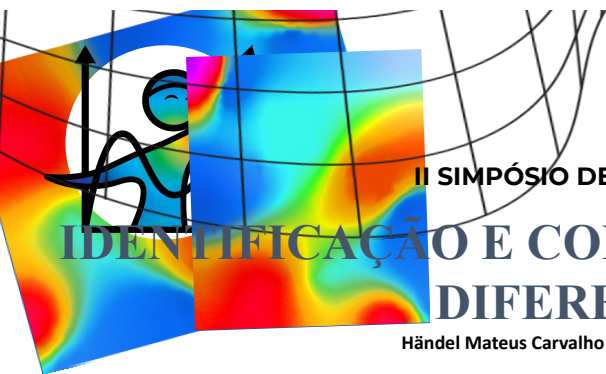 II SIMPÓSIO DE
IDENTIFICAÇÃO E CO
DIFERE
Händel Mateus Carvalho